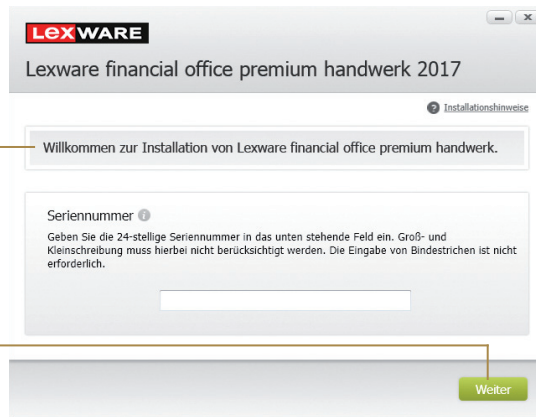 LEXWARE
Lexware financial office premium handwerk 2017
Installationshinweise
Willkommen zur Installation von Lexware financial office premium handwerk.
Seriennummer
Geben Sie die 24-stellige Seriennummer in das unten stehende Feld ein. Groß- und
Kleinschreibung muss hierbei nicht berücksichtigt werden. Die Eingabe von Bindestrichen ist nicht
erforderlich.
Weiter